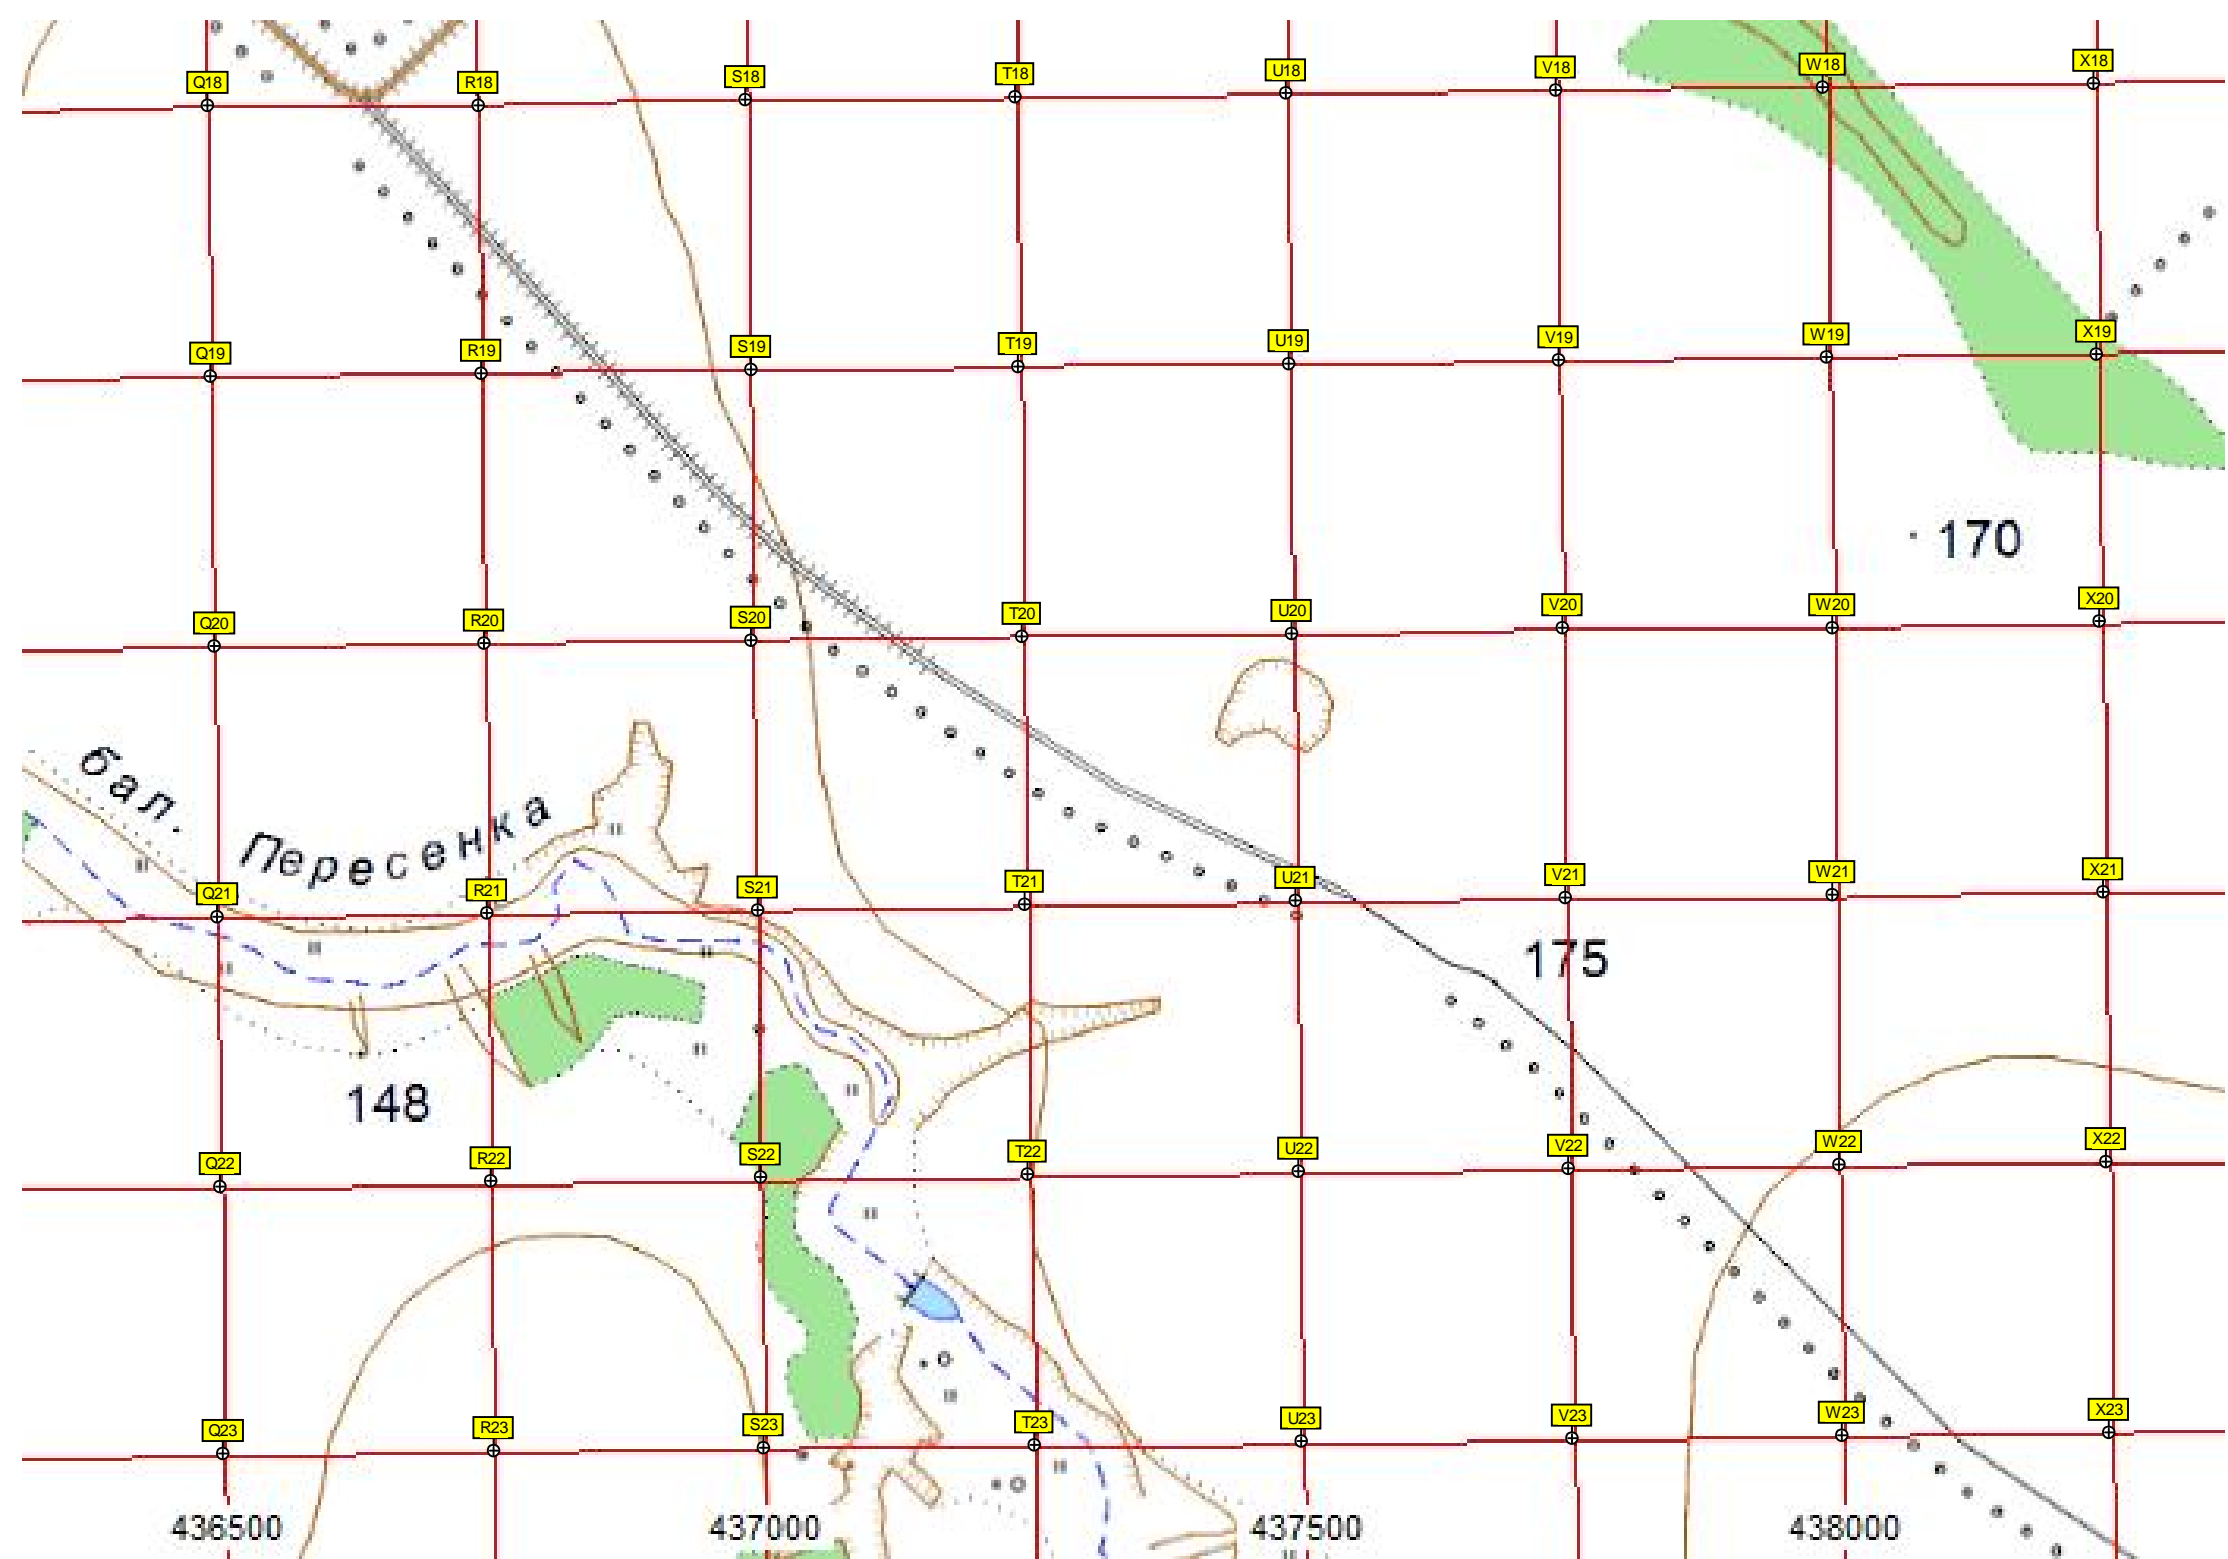 Q18 R18 S18 T18 U18 V18 W18 X18
Q19 R19 S19 T19 U19 V19 W19 X19
170
Q20 R20 S20 T20 U20 V20 W20 X20
бал. Пересенка
Q21 R21 S21 T21 U21 V21 W21 X21
175
148
Q22 R22 S22 T22 U22 V22 W22 X22
Q23 R23 S23 T23 U23 V23 W23 X23
436500 437000 437500 438000